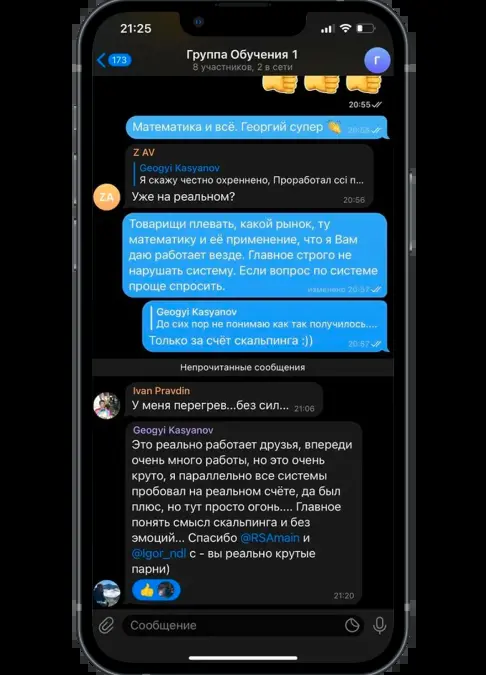 21:25
173
Группа Обучения 1
8 участников, 2 в сети
Г
20:55
Математика и всё. Георгий супер 👏 20:55
Z AV
Geogyi Kasyanov
Я скажу честно охреннено, Проработал cci п...
ZA
Уже на реальном? 20:56
Товарищи плевать, какой рынок, ту
математику и её применение, что я Вам
даю работает везде. Главное строго не
нарушать систему. Если вопрос по системе
проще спросить.
изменено 20:57
Geogyi Kasyanov
До сих пор не понимаю как так получилось....
Только за счёт скальпинга :)) 20:57
Непрочитанные сообщения
Ivan Pravdin
У меня перегрев...без сил... 21:06
Geogyi Kasyanov
Это реально работает друзья, впереди
очень много работы, но это очень
круто, я параллельно все системы
пробовал на реальном счёте, да был
плюс, но тут просто огонь.... Главное
понять смысл скальпинга и без
эмоций... Спасибо @RSAmain и
@Igor_ndl с - вы реально крутые
парни)
21:20
Сообщение